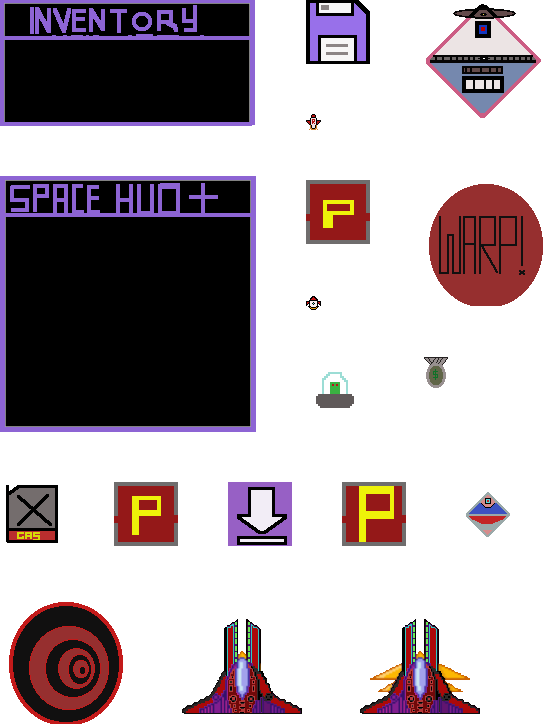 INVENTORY
SPACE HUD +
P
WARP!
$
GAS
P
P